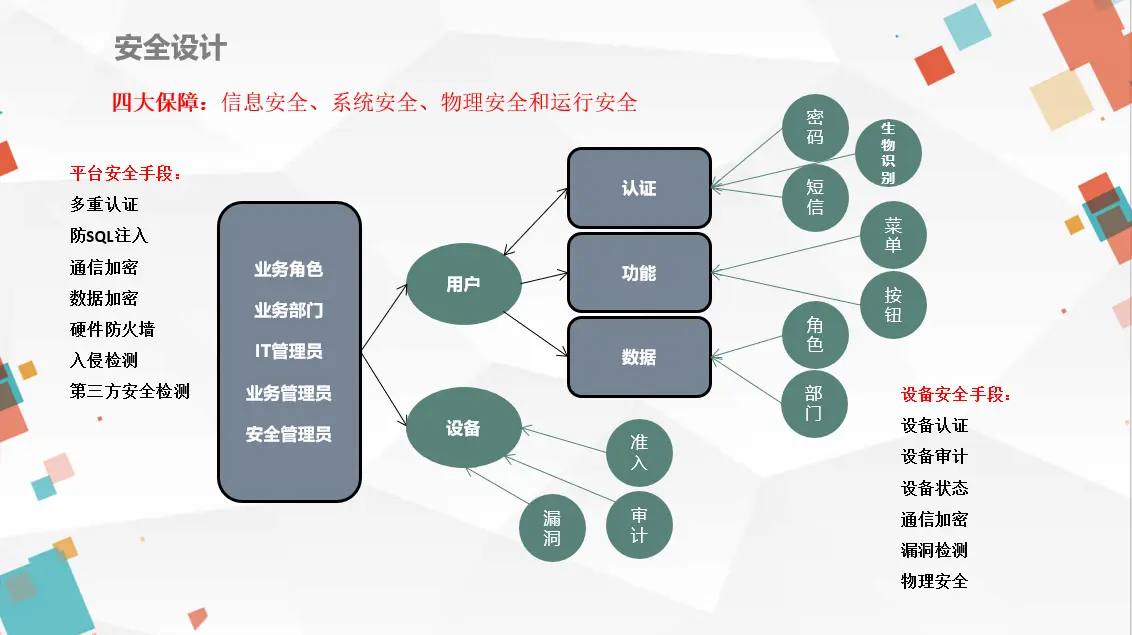 安全设计
四大保障：信息安全、系统安全、物理安全和运行安全
平台安全手段：
多重认证
防SQL注入
通信加密
数据加密
硬件防火墙
入侵检测
第三方安全检测
业务角色
业务部门
IT管理员
业务管理员
安全管理员
用户
设备
认证
功能
数据
密
码
生
物
识
别
短
信
菜
单
按
钮
角
色
部
门
准
入
审
计
漏
洞
设备安全手段：
设备认证
设备审计
设备状态
通信加密
漏洞检测
物理安全